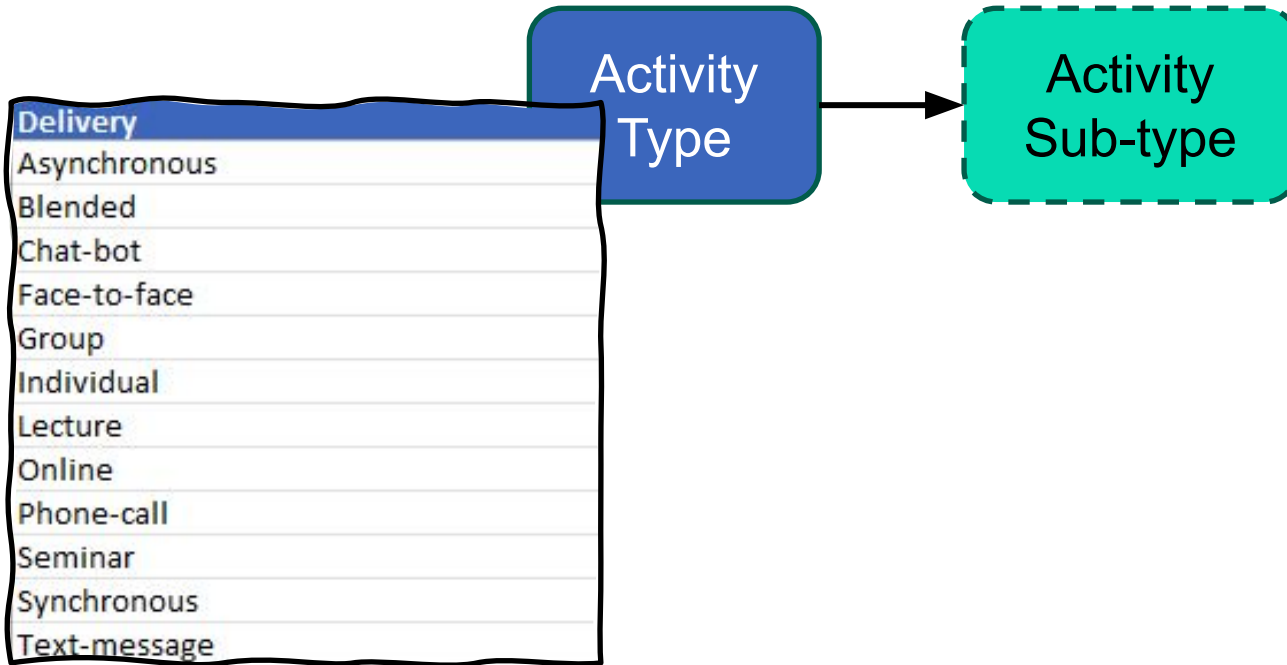 Activity
Type
Activity
Sub-type
Delivery
Asynchronous
Blended
Chat-bot
Face-to-face
Group
Individual
Lecture
Online
Phone-call
Seminar
Synchronous
Text-message